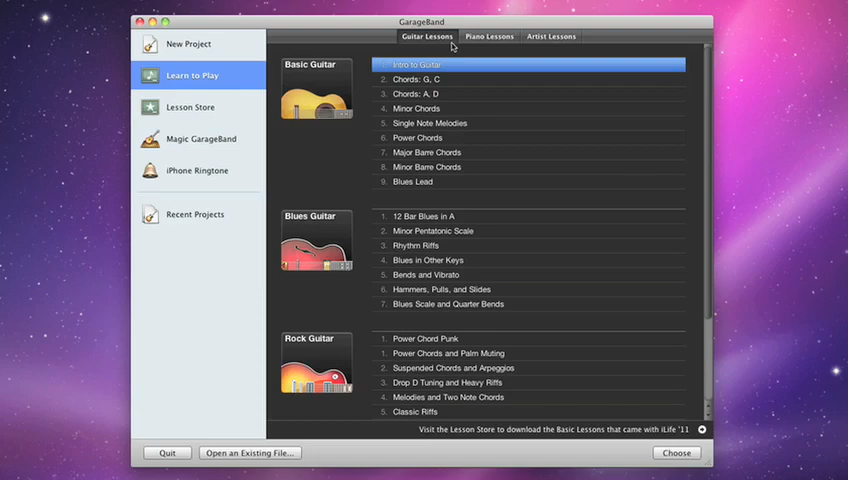 GarageBand
Guitar Lessons Piano Lessons Artist Lessons
New Project
Learn to Play
Lesson Store
Magic GarageBand
iPhone Ringtone
Recent Projects
Basic Guitar
1. Intro to Guitar
2. Chords: G, C
3. Chords: A, D
4. Minor Chords
5. Single Note Melodies
6. Power Chords
7. Major Barre Chords
8. Minor Barre Chords
9. Blues Lead
Blues Guitar
1. 12 Bar Blues in A
2. Minor Pentatonic Scale
3. Rhythm Riffs
4. Blues in Other Keys
5. Bends and Vibrato
6. Hammers, Pulls, and Slides
7. Blues Scale and Quarter Bends
Rock Guitar
1. Power Chord Punk
1. Power Chords and Palm Muting
2. Suspended Chords and Arpeggios
3. Drop D Tuning and Heavy Riffs
4. Melodies and Two Note Chords
5. Classic Riffs
Visit the Lesson Store to download the Basic Lessons that came with iLife '11
Quit Open an Existing File... Choose